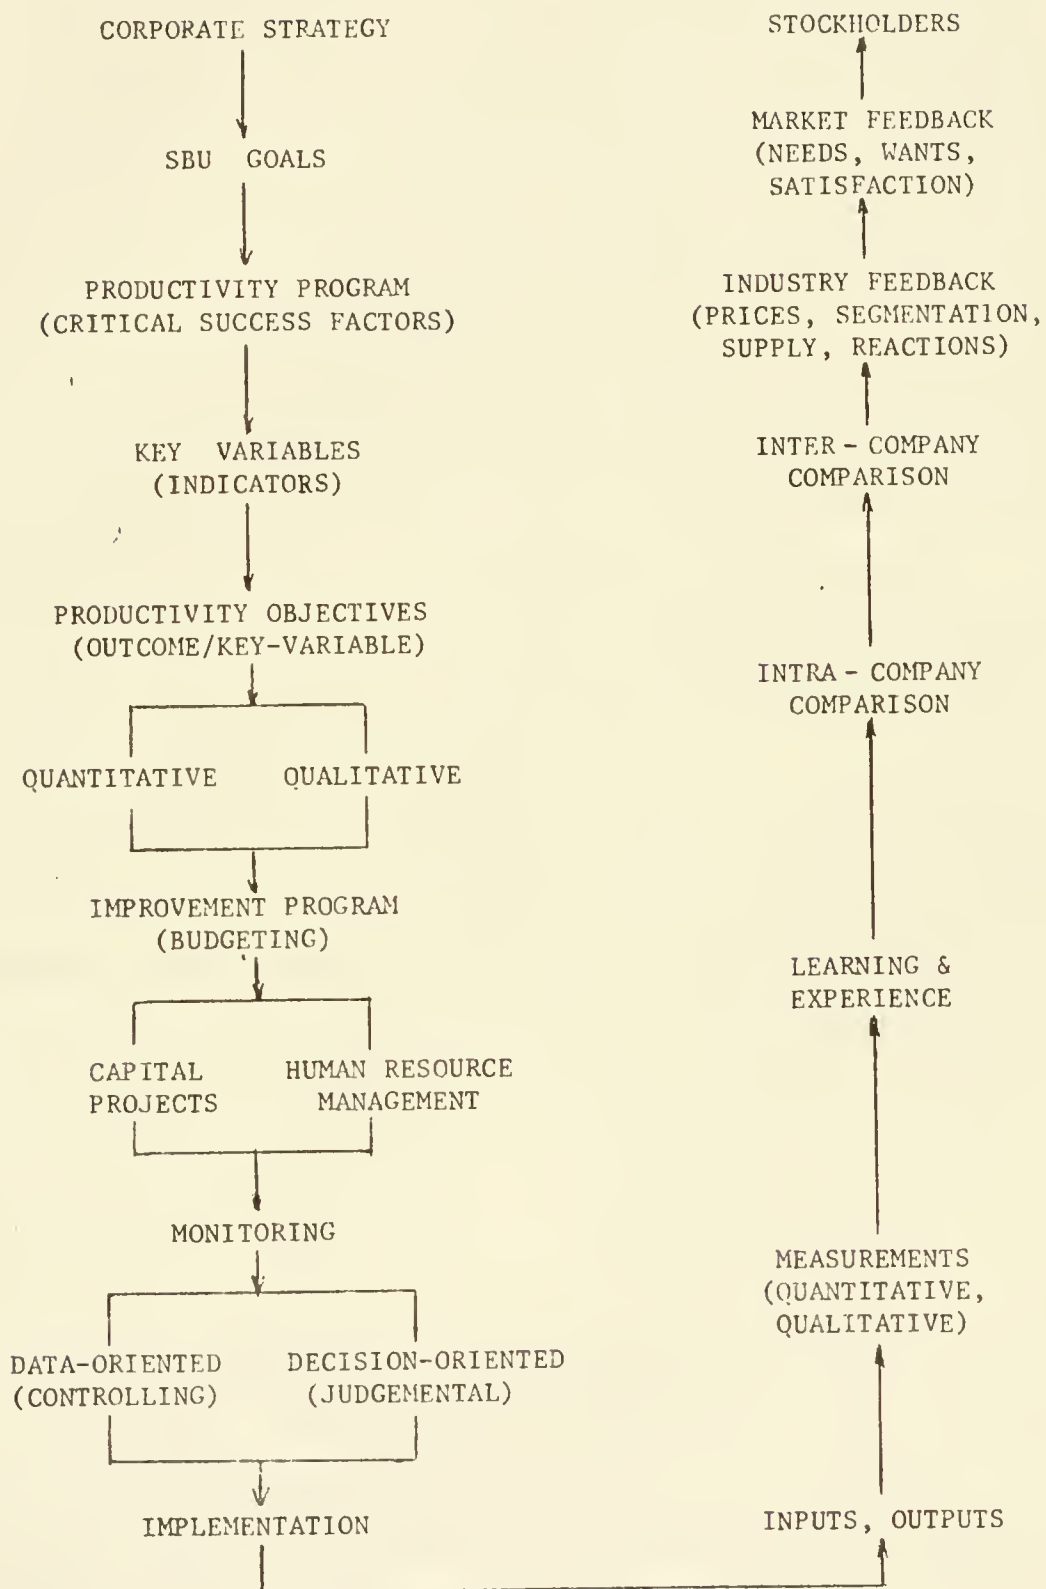 CORPORATE STRATEGY
SBU GOALS
PRODUCTIVITY PROGRAM
(CRITICAL SUCCESS FACTORS)
KEY VARIABLES
(INDICATORS)
PRODUCTIVITY OBJECTIVES
(OUTCOME/KEY-VARIABLE)
QUANTITATIVE
QUALITATIVE
IMPROVEMENT PROGRAM
(BUDGETING)
CAPITAL
PROJECTS
HUMAN RESOURCE
MANAGEMENT
MONITORING
DATA-ORIENTED
(CONTROLLING)
DECISION-ORIENTED
(JUDGEMENTAL)
IMPLEMENTATION
STOCKHOLDERS
MARKET FEEDBACK
(NEEDS, WANTS,
SATISFACTION)
INDUSTRY FEEDBACK
(PRICES, SEGMENTATION,
SUPPLY, REACTIONS)
INTER - COMPANY
COMPARISON
INTRA - COMPANY
COMPARISON
LEARNING &
EXPERIENCE
MEASUREMENTS
(QUANTITATIVE,
QUALITATIVE)
INPUTS, OUTPUTS